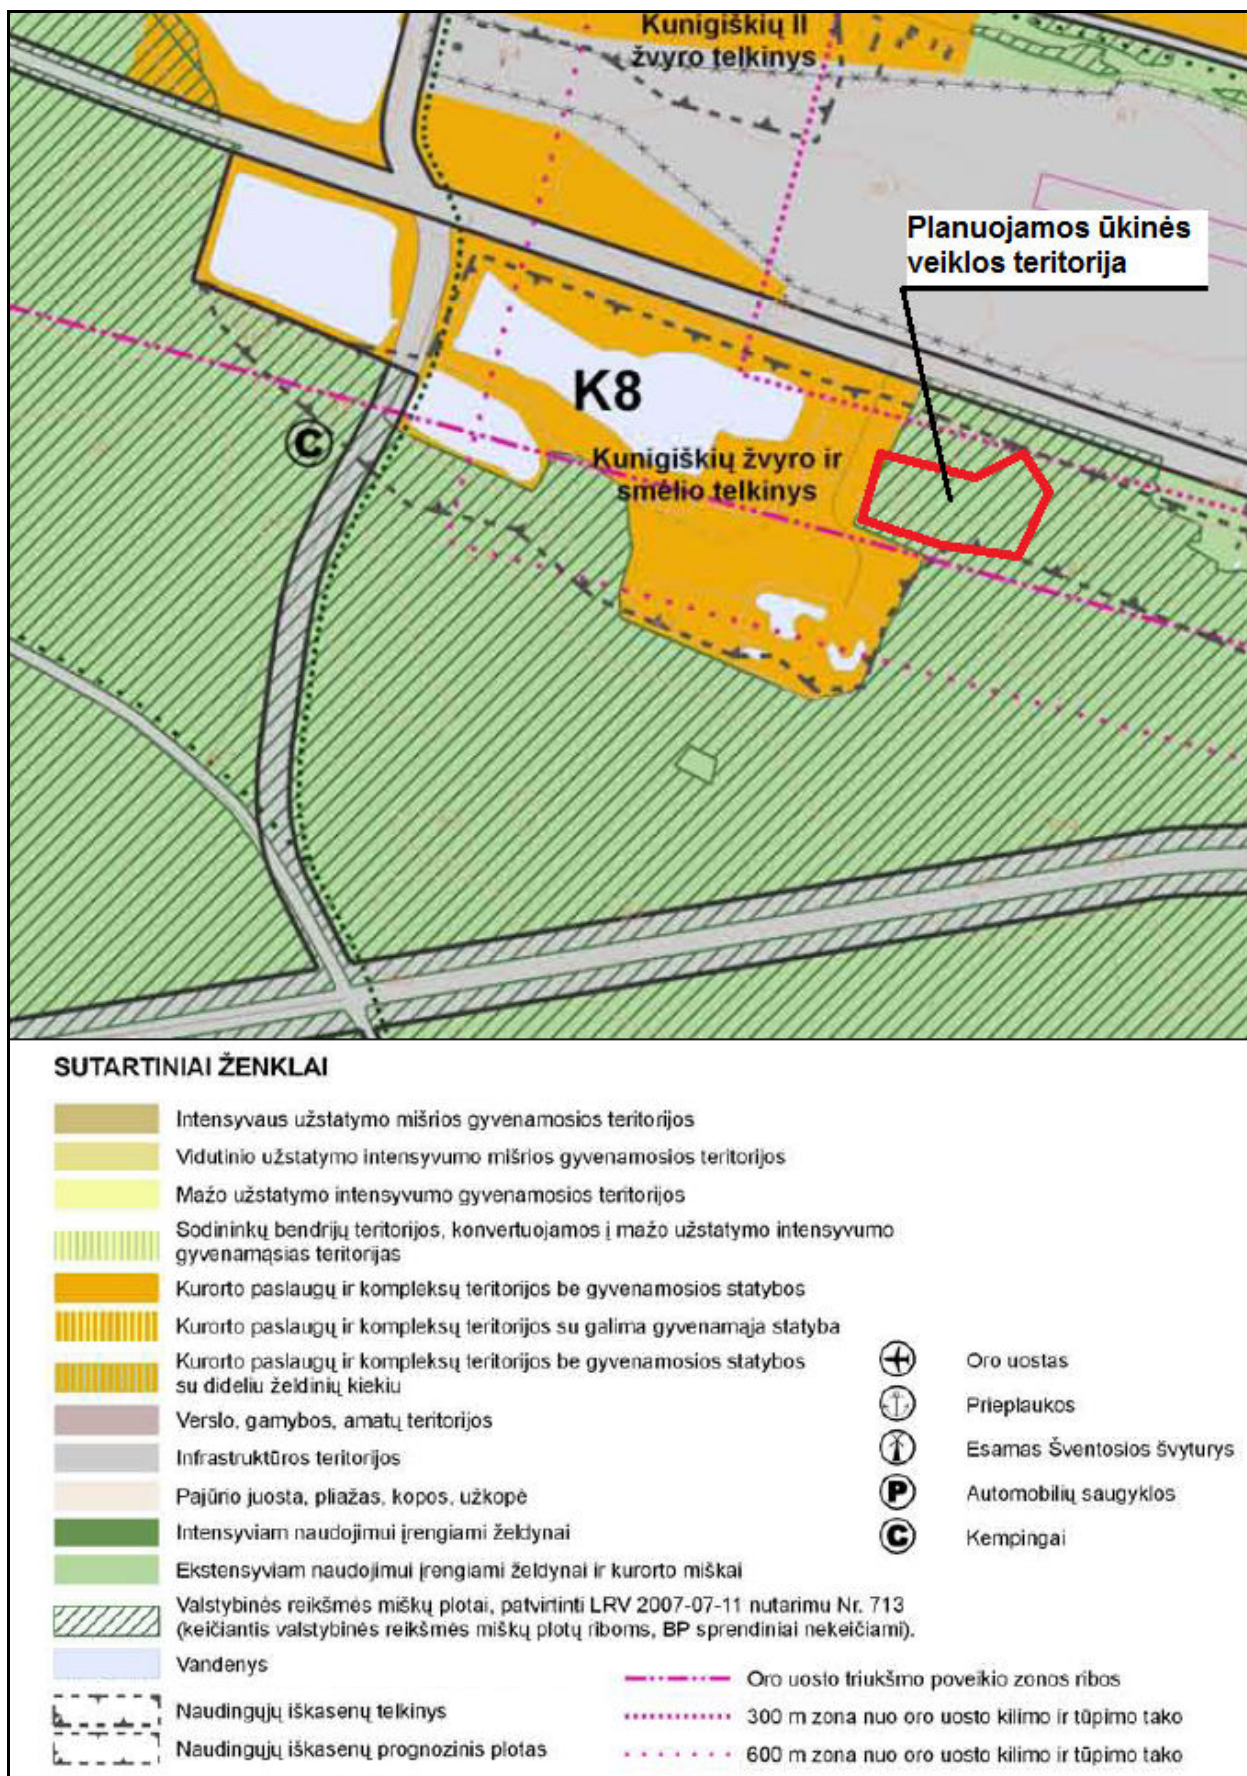 Kunigiškių II
žvyro telkinys
Planuojamos ūkinės
veiklos teritorija
K8
C
Kunigiškių žvyro ir
smėlio telkinys
SUTARTINIAI ŽENKLAI
Intensyvaus užstatymo mišrios gyvenamosios teritorijos
Vidutinio užstatymo intensyvumo mišrios gyvenamosios teritorijos
Mažo užstatymo intensyvumo gyvenamosios teritorijos
Sodininkų bendrijų teritorijos, konvertuojamos į mažo užstatymo intensyvumo
gyvenamąsias teritorijas
Kurorto paslaugų ir kompleksų teritorijos be gyvenamosios statybos
Kurorto paslaugų ir kompleksų teritorijos su galima gyvenamąja statyba
Kurorto paslaugų ir kompleksų teritorijos be gyvenamosios statybos
su dideliu želdinių kiekiu
Verslo, gamybos, amatų teritorijos
Infrastruktūros teritorijos
Pajūrio juosta, pliažas, kopos, užkopė
Intensyviam naudojimui įrengiami želdynai
Ekstensyviam naudojimui įrengiami želdynai ir kurorto miškai
Valstybinės reikšmės miškų plotai, patvirtinti LRV 2007-07-11 nutarimu Nr. 713
(keičiantis valstybinės reikšmės miškų plotų riboms, BP sprendiniai nekeičiami).
Vandenys
Naudingųjų iškasenų telkinys
Naudingųjų iškasenų prognozinis plotas
Oro uostas
Prieplaukos
Esamas Šventosios švyturys
P Automobilių saugyklos
C Kempingai
Oro uosto triukšmo poveikio zonos ribos
300 m zona nuo oro uosto kilimo ir tūpimo tako
600 m zona nuo oro uosto kilimo ir tūpimo tako